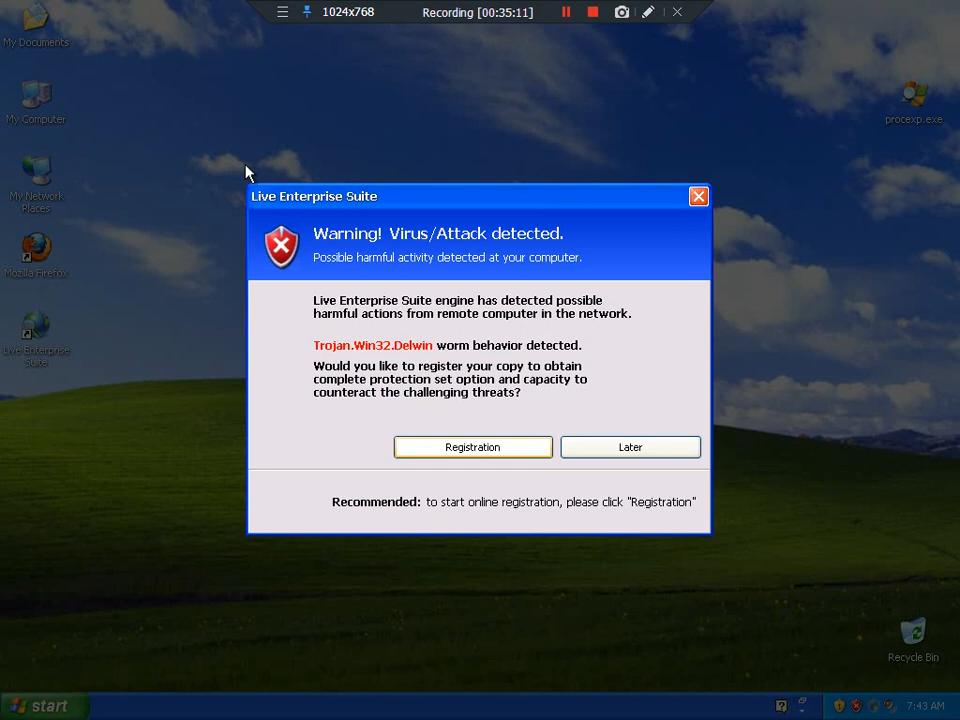 1024x768
Recording [00:35:11]
My Documents
My Computer
procexp.exe
My Network
Places
Mozilla Firefox
Live Enterprise
Suite
Live Enterprise Suite
Warning! Virus/Attack detected.
Possible harmful activity detected at your computer.
Live Enterprise Suite engine has detected possible
harmful actions from remote computer in the network.
Trojan.Win32.Delwin worm behavior detected.
Would you like to register your copy to obtain
complete protection set option and capacity to
counteract the challenging threats?
Registration
Later
Recommended: to start online registration, please click "Registration"
Recycle Bin
start
7:43 AM